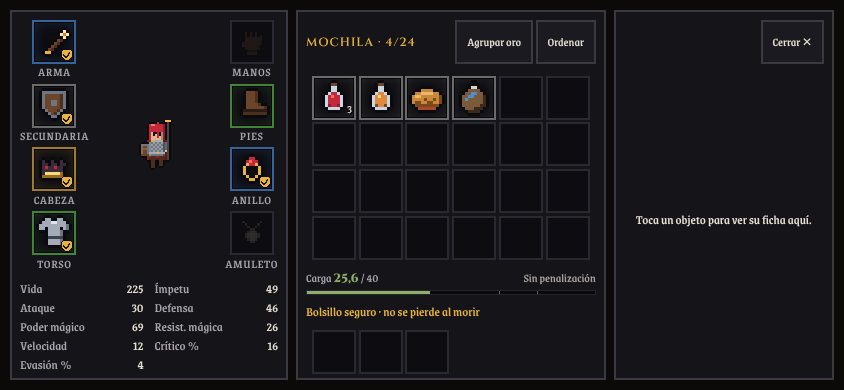 ARMA
MANOS
SECUNDARIA
PIES
CABEZA
ANILLO
TORSO
AMULETO
Vida 225 Ímpetu 49
Ataque 30 Defensa 46
Poder mágico 69 Resist. mágica 26
Velocidad 12 Crítico % 16
Evasión % 4
MOCHILA · 4/24
Agrupar oro
Ordenar
3
Carga 25,6 / 40 Sin penalización
Bolsillo seguro · no se pierde al morir
Cerrar ✕
Toca un objeto para ver su ficha aquí.